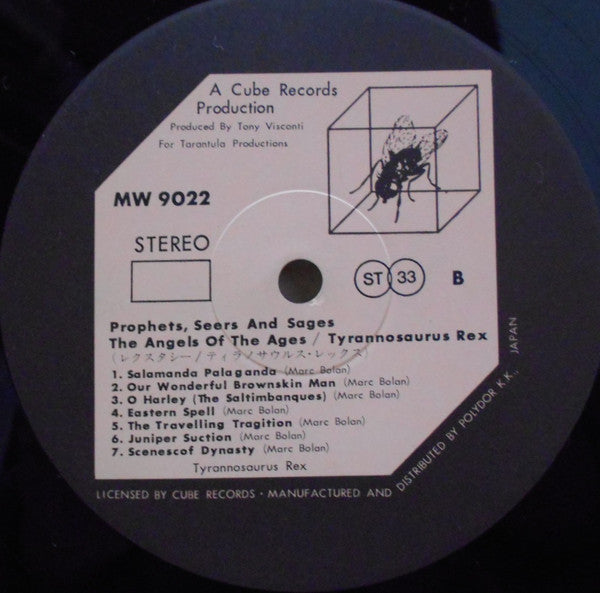 A Cube Records
Production
Produced By Tony Visconti
For Tarantula Productions
MW 9022
STEREO
ST 33 B
Prophets, Seers And Sages
The Angels Of The Ages / Tyrannosaurus Rex
(レクスタシー/ティラノサウルス・レックス)
1. Salamanda Palaganda (Marc Bolan)
2. Our Wonderful Brownskin Man (Marc Bolan)
3. O Harley (The Saltimbanques) (Marc Bolan)
4. Eastern Spell (Marc Bolan)
5. The Travelling Tragition (Marc Bolan)
6. Juniper Suction (Marc Bolan)
7. Scenescof Dynasty (Marc Bolan)
Tyrannosaurus Rex
LICENSED BY CUBE RECORDS · MANUFACTURED AND DISTRIBUTED BY POLYDOR K.K., JAPAN